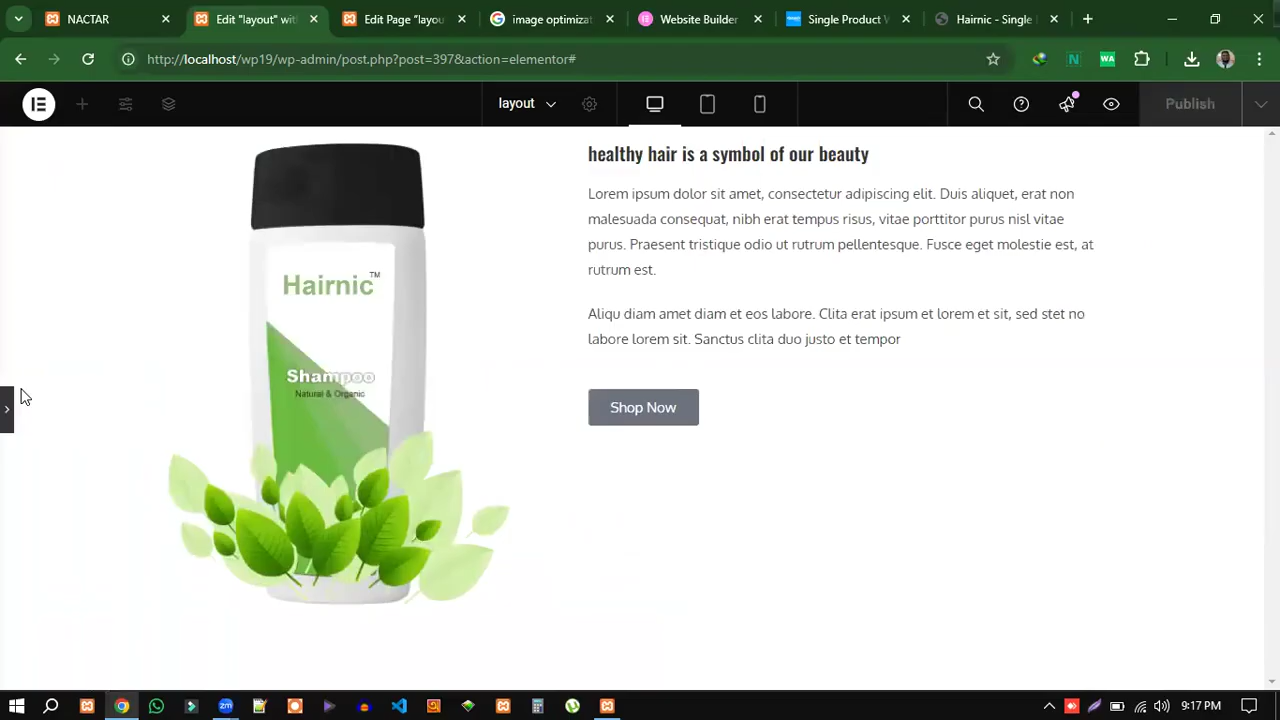 NACTAR
Edit "layout" with
Edit Page "layou
image optimizat
Website Builder
Single Product V
Hairnic - Single
http://localhost/wp19/wp-admin/post.php?post=397&action=elementor#
N
WA
layout
Publish
healthy hair is a symbol of our beauty
Lorem ipsum dolor sit amet, consectetur adipiscing elit. Duis aliquet, erat non
malesuada consequat, nibh erat tempus risus, vitae porttitor purus nisl vitae
purus. Praesent tristique odio ut rutrum pellentesque. Fusce eget molestie est, at
rutrum est.
Aliqu diam amet diam et eos labore. Clita erat ipsum et lorem et sit, sed stet no
labore lorem sit. Sanctus clita duo justo et tempor
Shop Now
Hairnic™
Shampoo
Natural & Organic
zm
9:17 PM